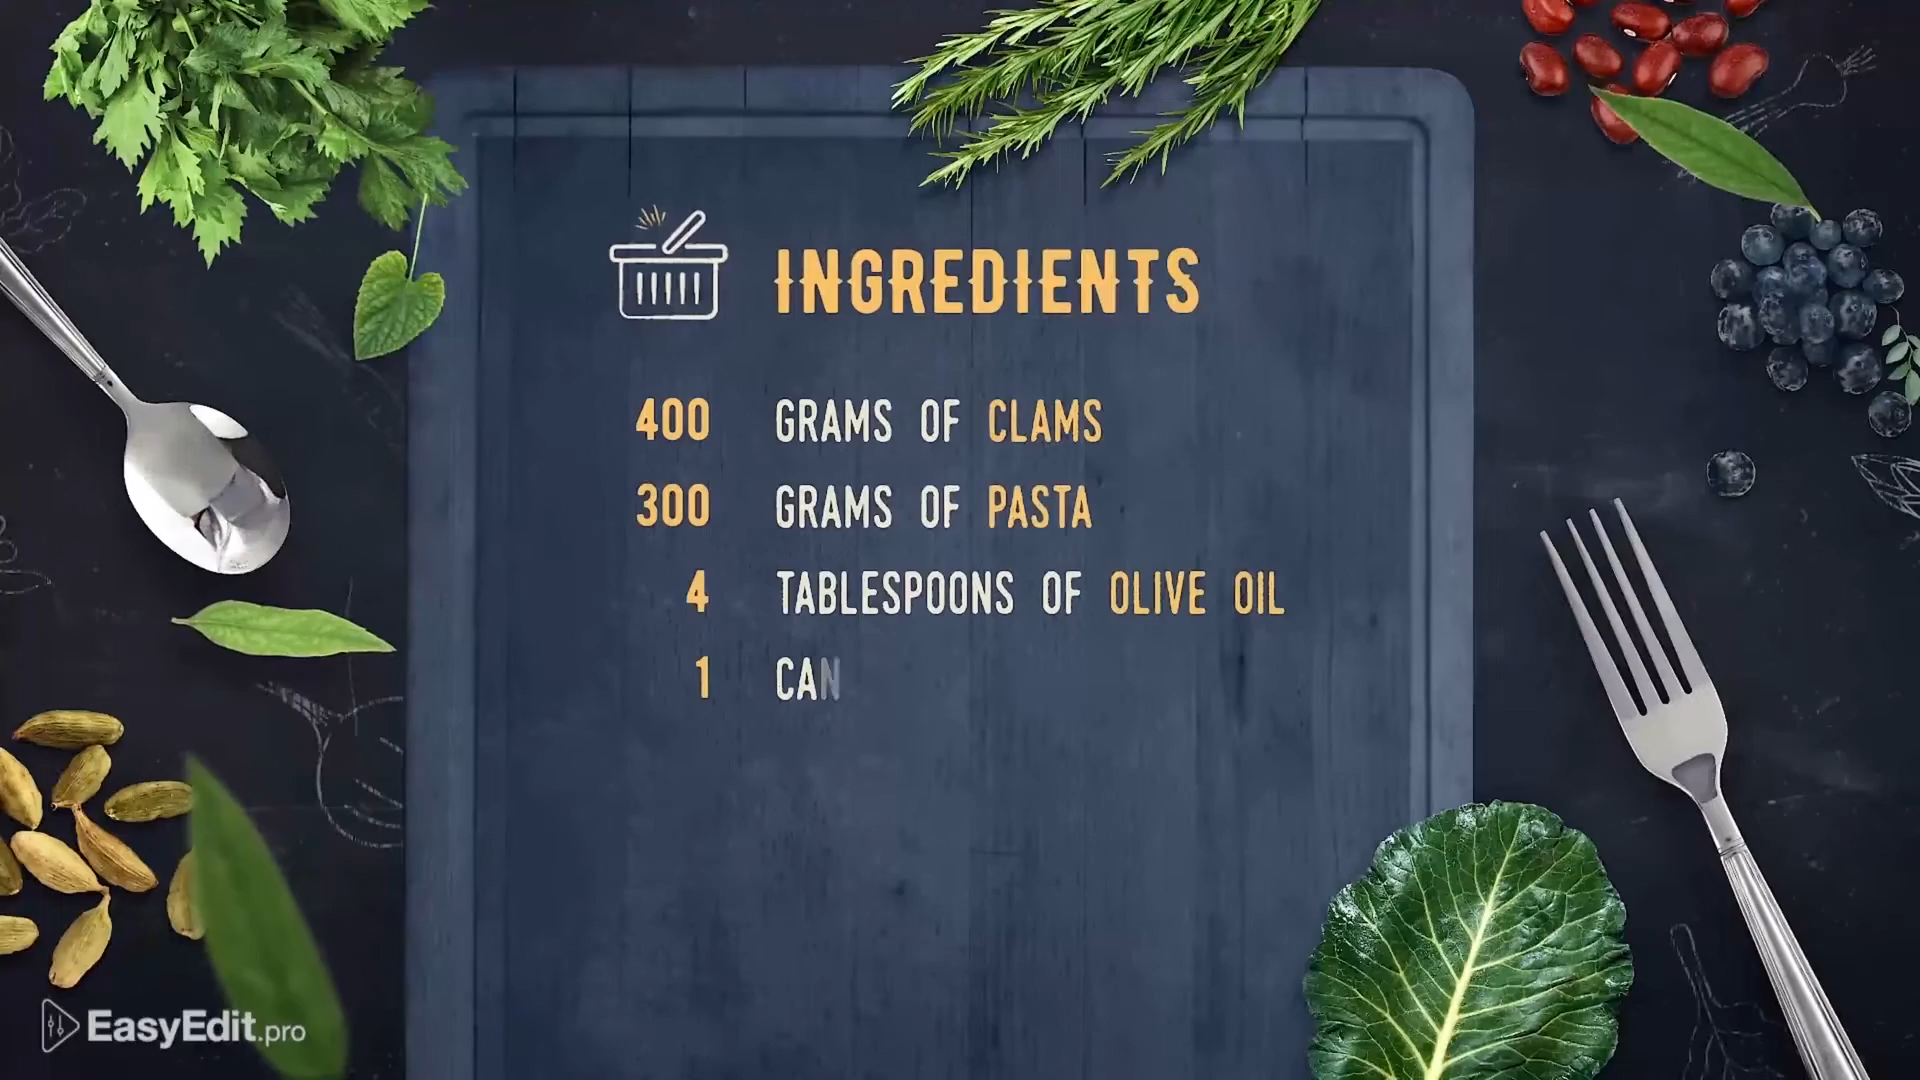 INGREDIENTS
400 GRAMS OF CLAMS
300 GRAMS OF PASTA
4 TABLESPOONS OF OLIVE OIL
1 CAN
EasyEdit.pro